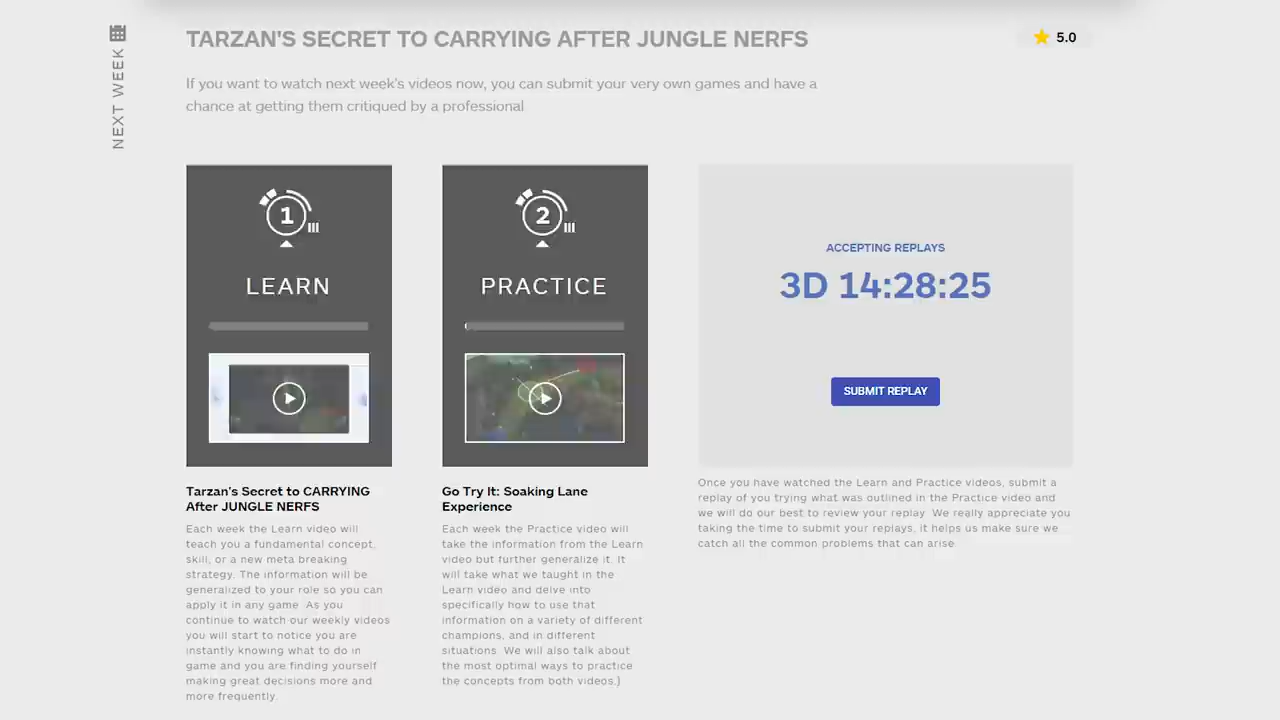 NEXT WEEK
TARZAN'S SECRET TO CARRYING AFTER JUNGLE NERFS
5.0
If you want to watch next week's videos now, you can submit your very own games and have a
chance at getting them critiqued by a professional
1
LEARN
Tarzan's Secret to CARRYING
After JUNGLE NERFS
Each week the Learn video will
teach you a fundamental concept,
skill, or a new meta breaking
strategy. The information will be
generalized to your role so you can
apply it in any game. As you
continue to watch our weekly videos
you will start to notice you are
instantly knowing what to do in
game and you are finding yourself
making great decisions more and
more frequently.
2
PRACTICE
Go Try It: Soaking Lane
Experience
Each week the Practice video will
take the information from the Learn
video but further generalize it. It
will take what we taught in the
Learn video and delve into
specifically how to use that
information on a variety of different
champions, and in different
situations. We will also talk about
the most optimal ways to practice
the concepts from both videos.}
ACCEPTING REPLAYS
3D 14:28:25
SUBMIT REPLAY
Once you have watched the Learn and Practice videos, submit a
replay of you trying what was outlined in the Practice video and
we will do our best to review your replay. We really appreciate you
taking the time to submit your replays, it helps us make sure we
catch all the common problems that can arise.